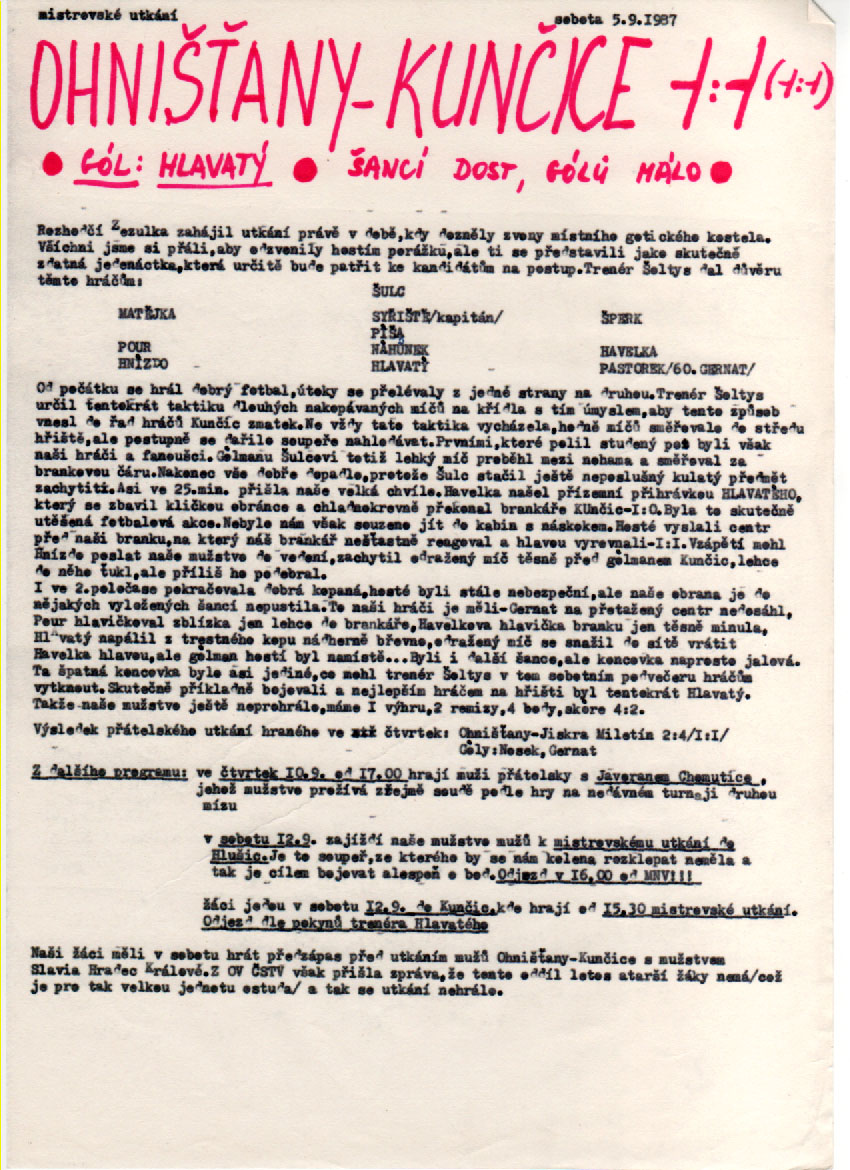 mistrovské utkání sobota 5.9.1987
OHNIŠŤANY-KUNČICE 1:1 (1:1)
● GÓL: HLAVATÝ ● ŠANCÍ DOST, GÓLŮ MÁLO ●
Rozhodčí Zezulka zahájil utkání právě v době,kdy dozněly zvony místního gotického kostela.
Všichni jsme si přáli,aby odzvonily hostím porážku,ale ti se představili jako skutečně
zdatná jedenáctka,která určitě bude patřit ke kandidátům na postup.Trenér Šeltys dal důvěru
těmto hráčům:
ŠULC
MATĚJKA SYŘIŠTĚ/kapitán/ ŠPERK
PÍŠA
POUR NÁHŮNEK HAVELKA
HNÍZDO HLAVATÝ PASTOREK/60.GERNAT/
Od počátku se hrál dobrý fotbal,útoky se přelévaly z jedné strany na druhou.Trenér Šeltys
určil tentokrát taktiku dlouhých nakopávaných míčů na křídla s tím úmyslem,aby tento způsob
vnesl do řad hráčů Kunčic zmatek.Ne vždy tato taktika vycházela,hodně míčů směřovalo do středu
hřiště,ale postupně se dařilo soupeře nahlodávat.Prvními,které polil studený pot byli však
naši hráči a fanoušci.Gólmanu Šulcovi totiž lehký míč proběhl mezi nohama a směřoval za
brankovou čáru.Nakonec vše dobře dopadlo,protože Šulc stačil ještě neposlušný kulatý předmět
zachytiti.Asi ve 25.min. přišla naše velká chvíle.Havelka našel přízemní přihrávkou HLAVATÉHO,
který se zbavil kličkou obránce a chladnokrevně překonal brankáře KUnčic-I:0.Byla to skutečně
utěšená fotbalová akce.Nebylo nám však souzeno jít do kabin s náskokem.Hosté vyslali centr
před naši branku,na který náš brankář nešťastně reagoval a hlavou vyrovnali-I:I.Vzápětí mohl
Hnízdo poslat naše mužstvo do vedení,zachytil odražený míč těsně před gólmanem Kunčic,lehce
do něho ťukl,ale příliš ho podebral.
I ve 2.poločase pokračovala dobrá kopaná,hosté byli stále nebezpeční,ale naše obrana je do
nějakých vyložených šancí nepustila.To naši hráči je měli-Gernat na přetažený centr nedosáhl,
Pour hlavičkoval zblízka jen lehce do brankáře,Havelkova hlavička branku jen těsně minula,
Hlavatý napálil z trestného kopu nádherně břevno,odražený míč se snažil do sítě vrátit
Havelka hlavou,ale gólman hostí byl namístě...Byli i další šance,ale koncovka naprosto jalová.
Ta špatná koncovka bylo asi jediné,co mohl trenér Šeltys v tom sobotním podvečeru hráčům
vytknout.Skutečně příkladně bojovali a nejlepším hráčem na hřišti byl tentokrát Hlavatý.
Takže naše mužstvo ještě neprohrálo,máme I výhru,2 remizy,4 body,skóre 4:2.
Výsledek přátelského utkání hraného ve čtvrtek: Ohnišťany-Jiskra Miletín 2:4/I:I/
Góly:Nosek,Gernat
Z dalšího programu: ve čtvrtek IO.9. od I7.00 hrají muži přátelsky s Javoranem Chomutice ,
jehož mužstvo prožívá zřejmě soudě podle hry na nedávném turnaji druhou
mízu
v sobotu I2.9. zajíždí naše mužstvo mužů k mistrovskému utkání do
Hlušic.Je to soupeř,ze kterého by se nám kolena rozklepat neměla a
tak je cílem bojovat alespoň o bod.Odjezd v I6,00 od MNV!!!
žáci jedou v sobotu I2.9. do Kunčic,kde hrají od I5.30 mistrovské utkání.
Odjezd dle pokynů trenéra Hlavatého
Naši žáci měli v sobotu hrát předzápas před utkáním mužů Ohnišťany-Kunčice s mužstvem
Slavia Hradec Králové.Z OV ČSTV však přišla zpráva,že tento oddíl letos atarší žáky nemá/což
je pro tak velkou jednotu ostuda/ a tak se utkání nehrálo.